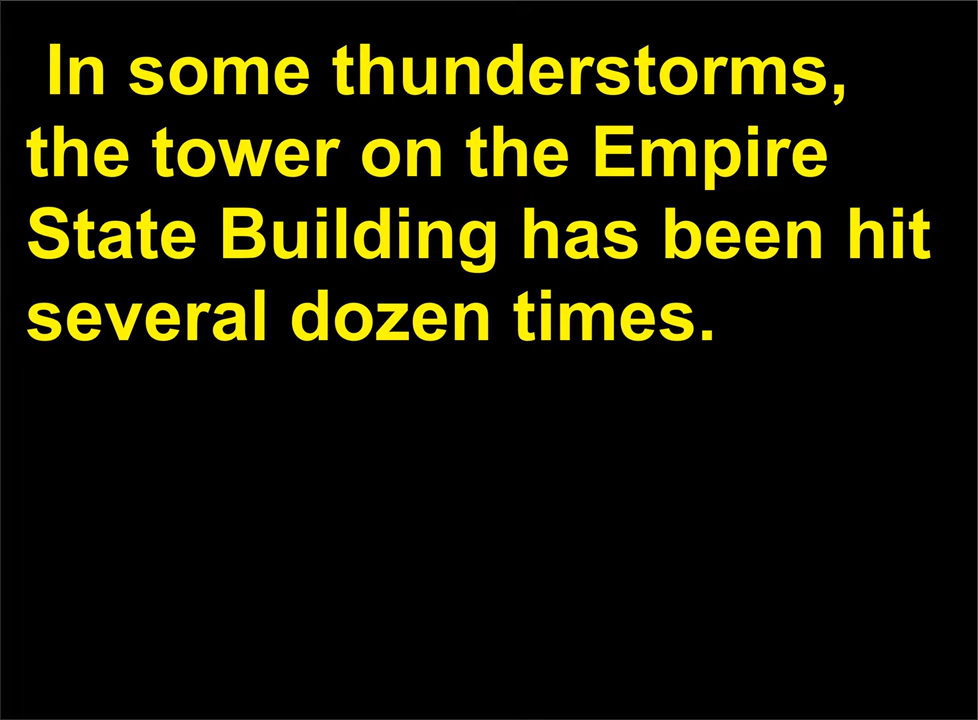 In some thunderstorms,
the tower on the Empire
State Building has been hit
several dozen times.